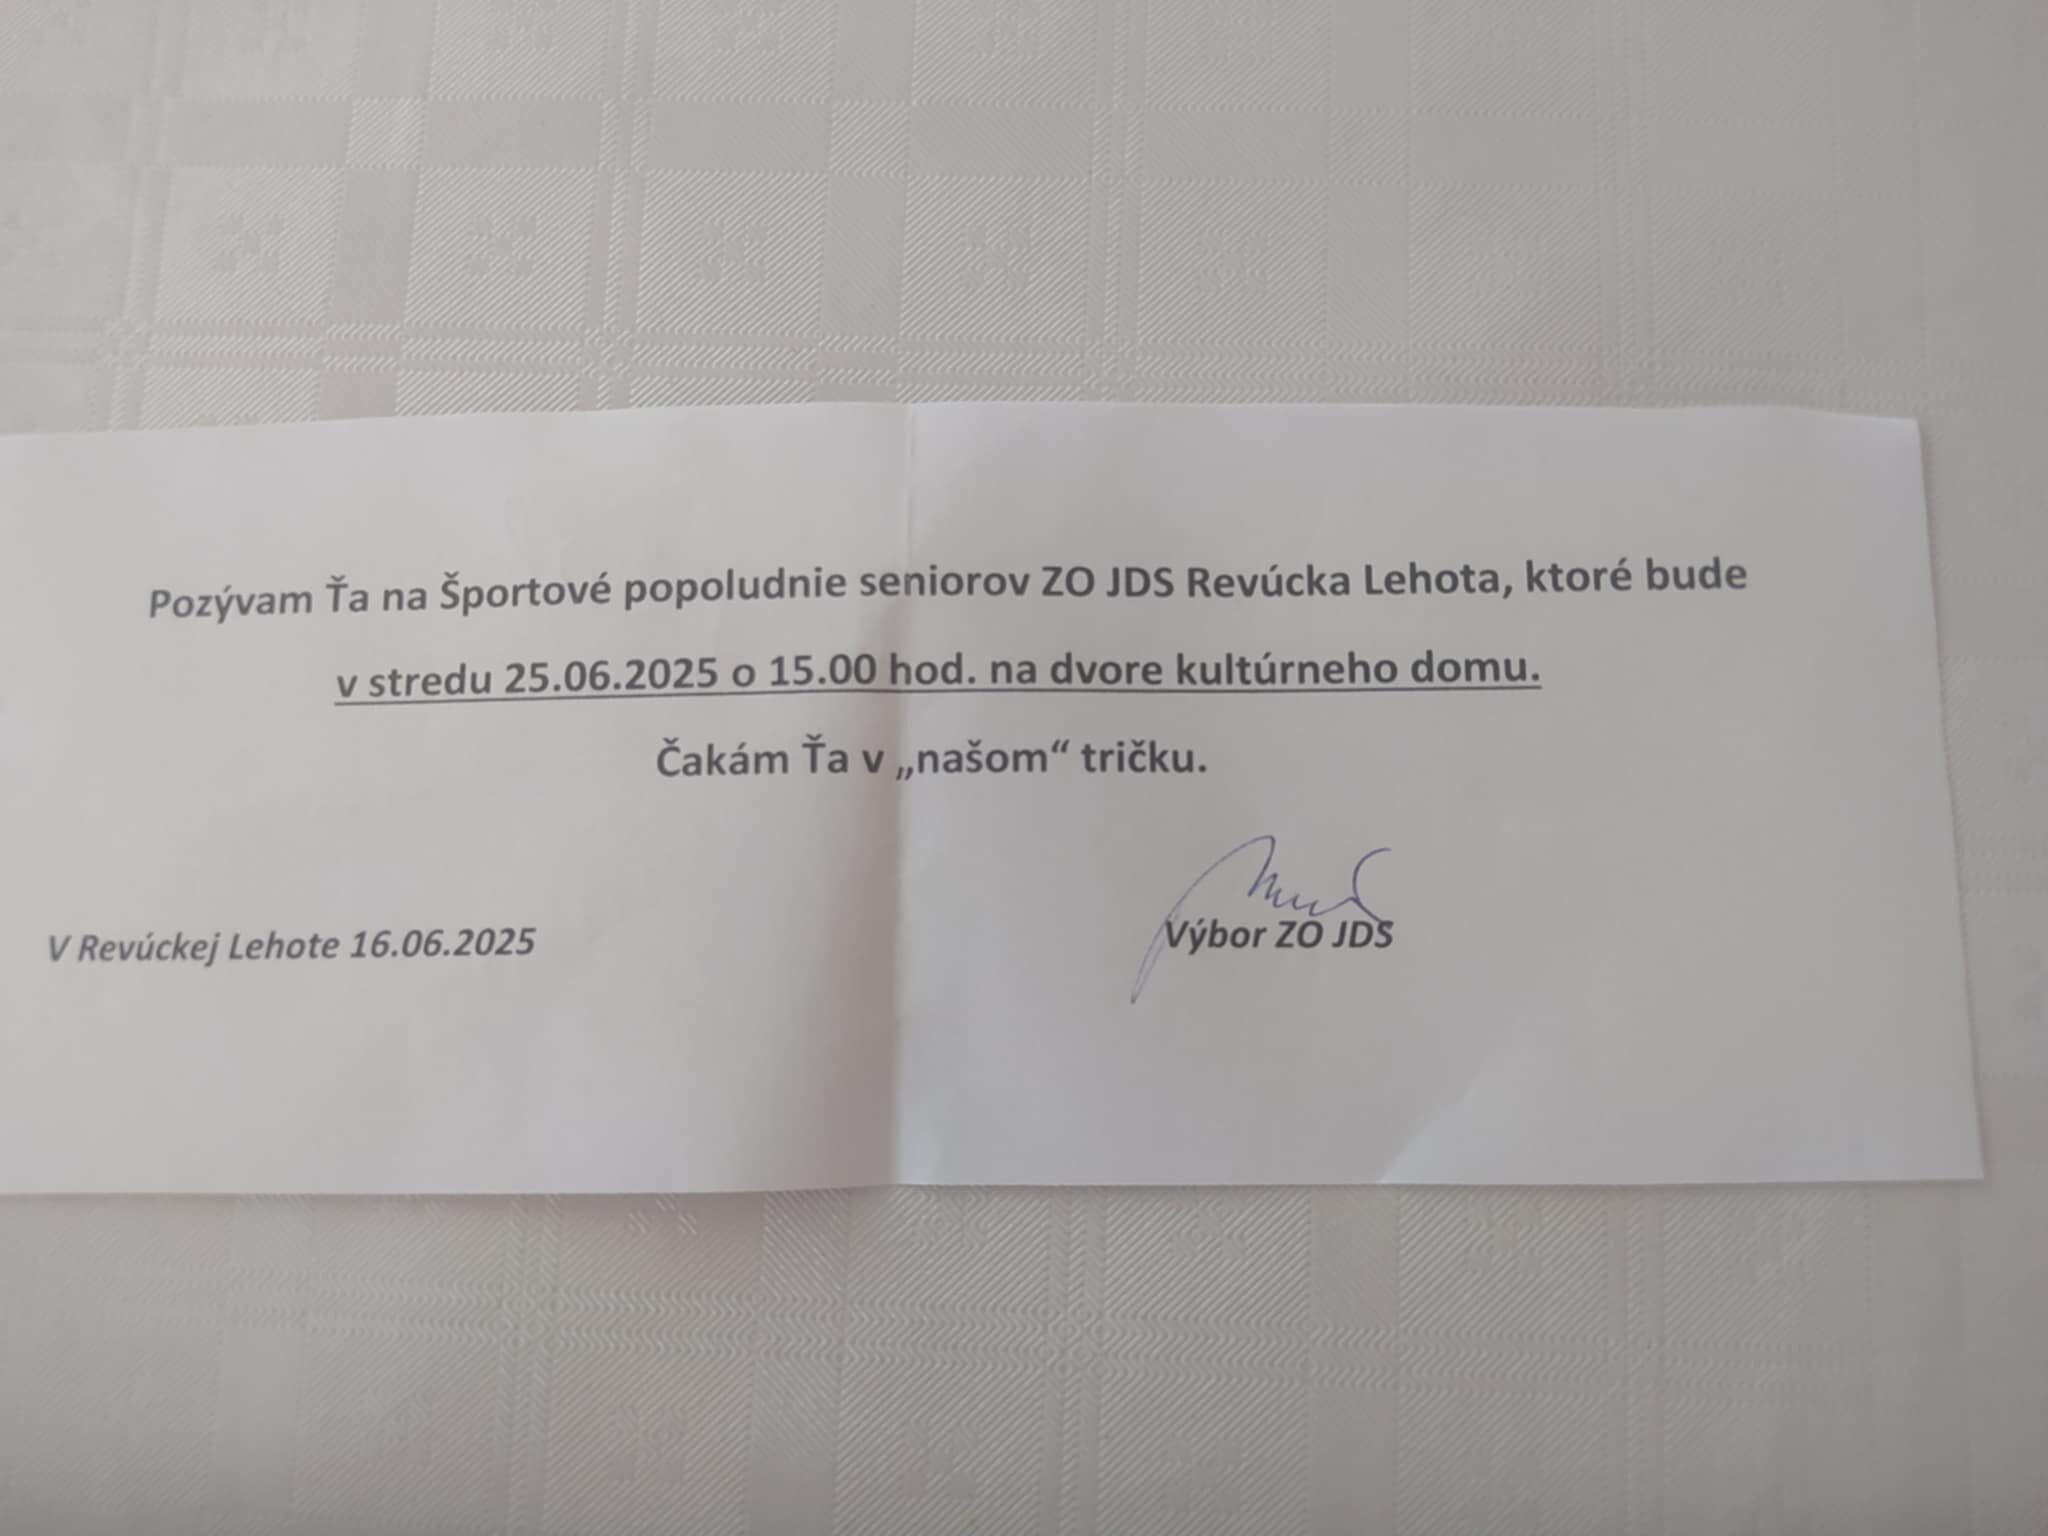 Pozývam Ťa na Športové popoludnie seniorov ZO JDS Revúcka Lehota, ktoré bude
v stredu 25.06.2025 o 15.00 hod. na dvore kultúrneho domu.
Čakám Ťa v „našom“ tričku.
V Revúckej Lehote 16.06.2025
Výbor ZO JDS